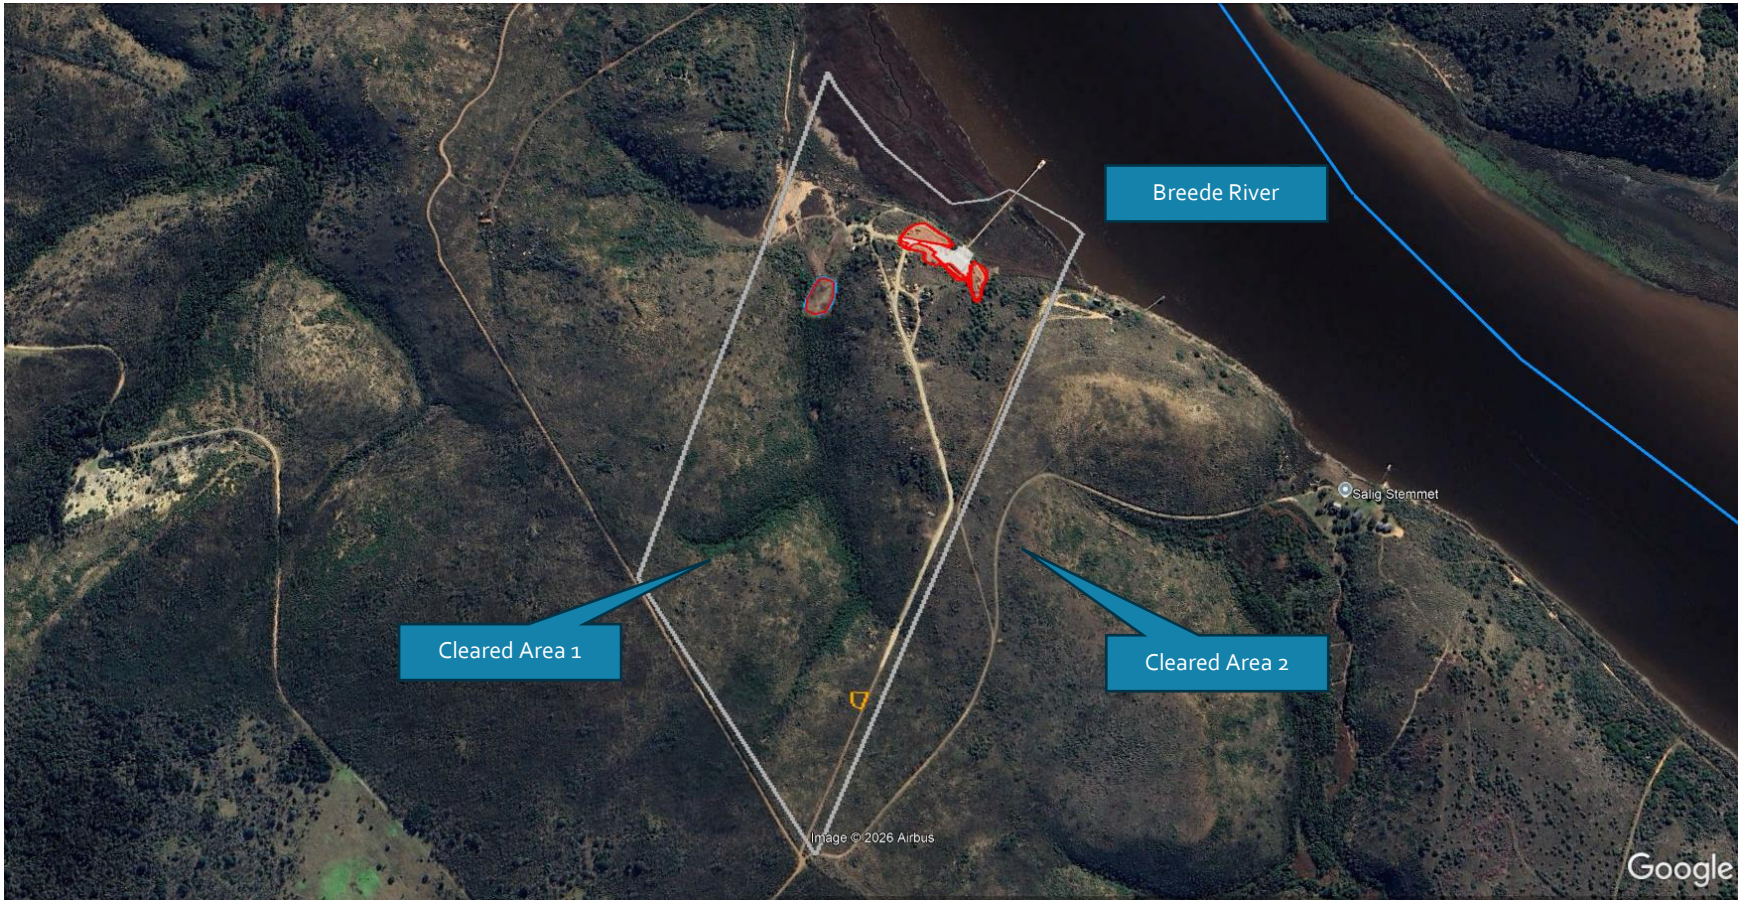 Breede River
Salig Stemmet
Cleared Area 1
Cleared Area 2
Image © 2026 Airbus
Google